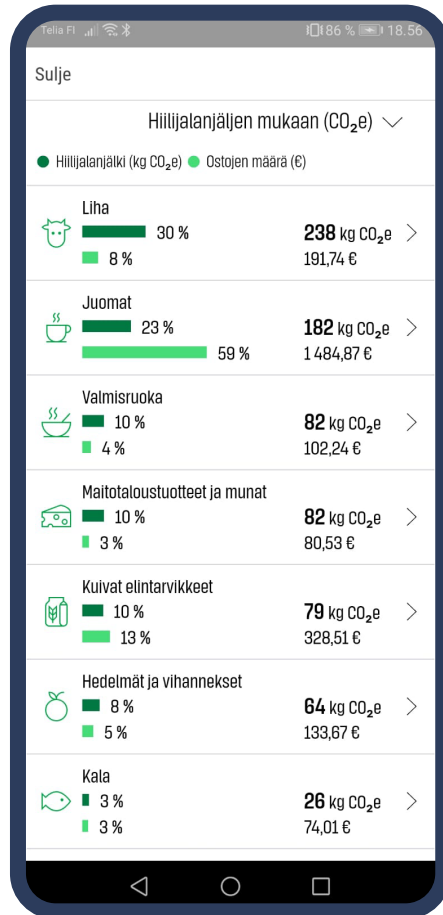 Telia FI 86 % 18.56
Sulje
Hiilijalanjäljen mukaan (CO₂e)
Hiilijalanjälki (kg CO₂e) Ostojen määrä (€)
Liha
30 % 238 kg CO₂e
8 % 191,74 €
Juomat
23 % 182 kg CO₂e
59 % 1 484,87 €
Valmisruoka
10 % 82 kg CO₂e
4 % 102,24 €
Maitotaloustuotteet ja munat
10 % 82 kg CO₂e
3 % 80,53 €
Kuivat elintarvikkeet
10 % 79 kg CO₂e
13 % 328,51 €
Hedelmät ja vihannekset
8 % 64 kg CO₂e
5 % 133,67 €
Kala
3 % 26 kg CO₂e
3 % 74,01 €